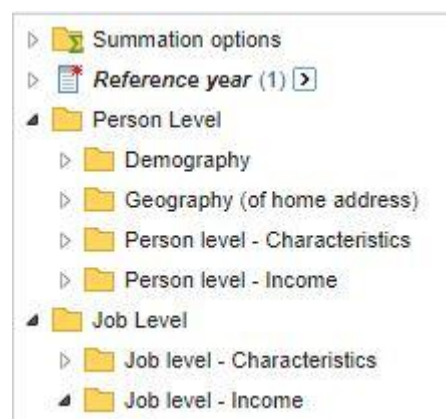 Summation options
Reference year (1)
Person Level
Demography
Geography (of home address)
Person level - Characteristics
Person level - Income
Job Level
Job level - Characteristics
Job level - Income